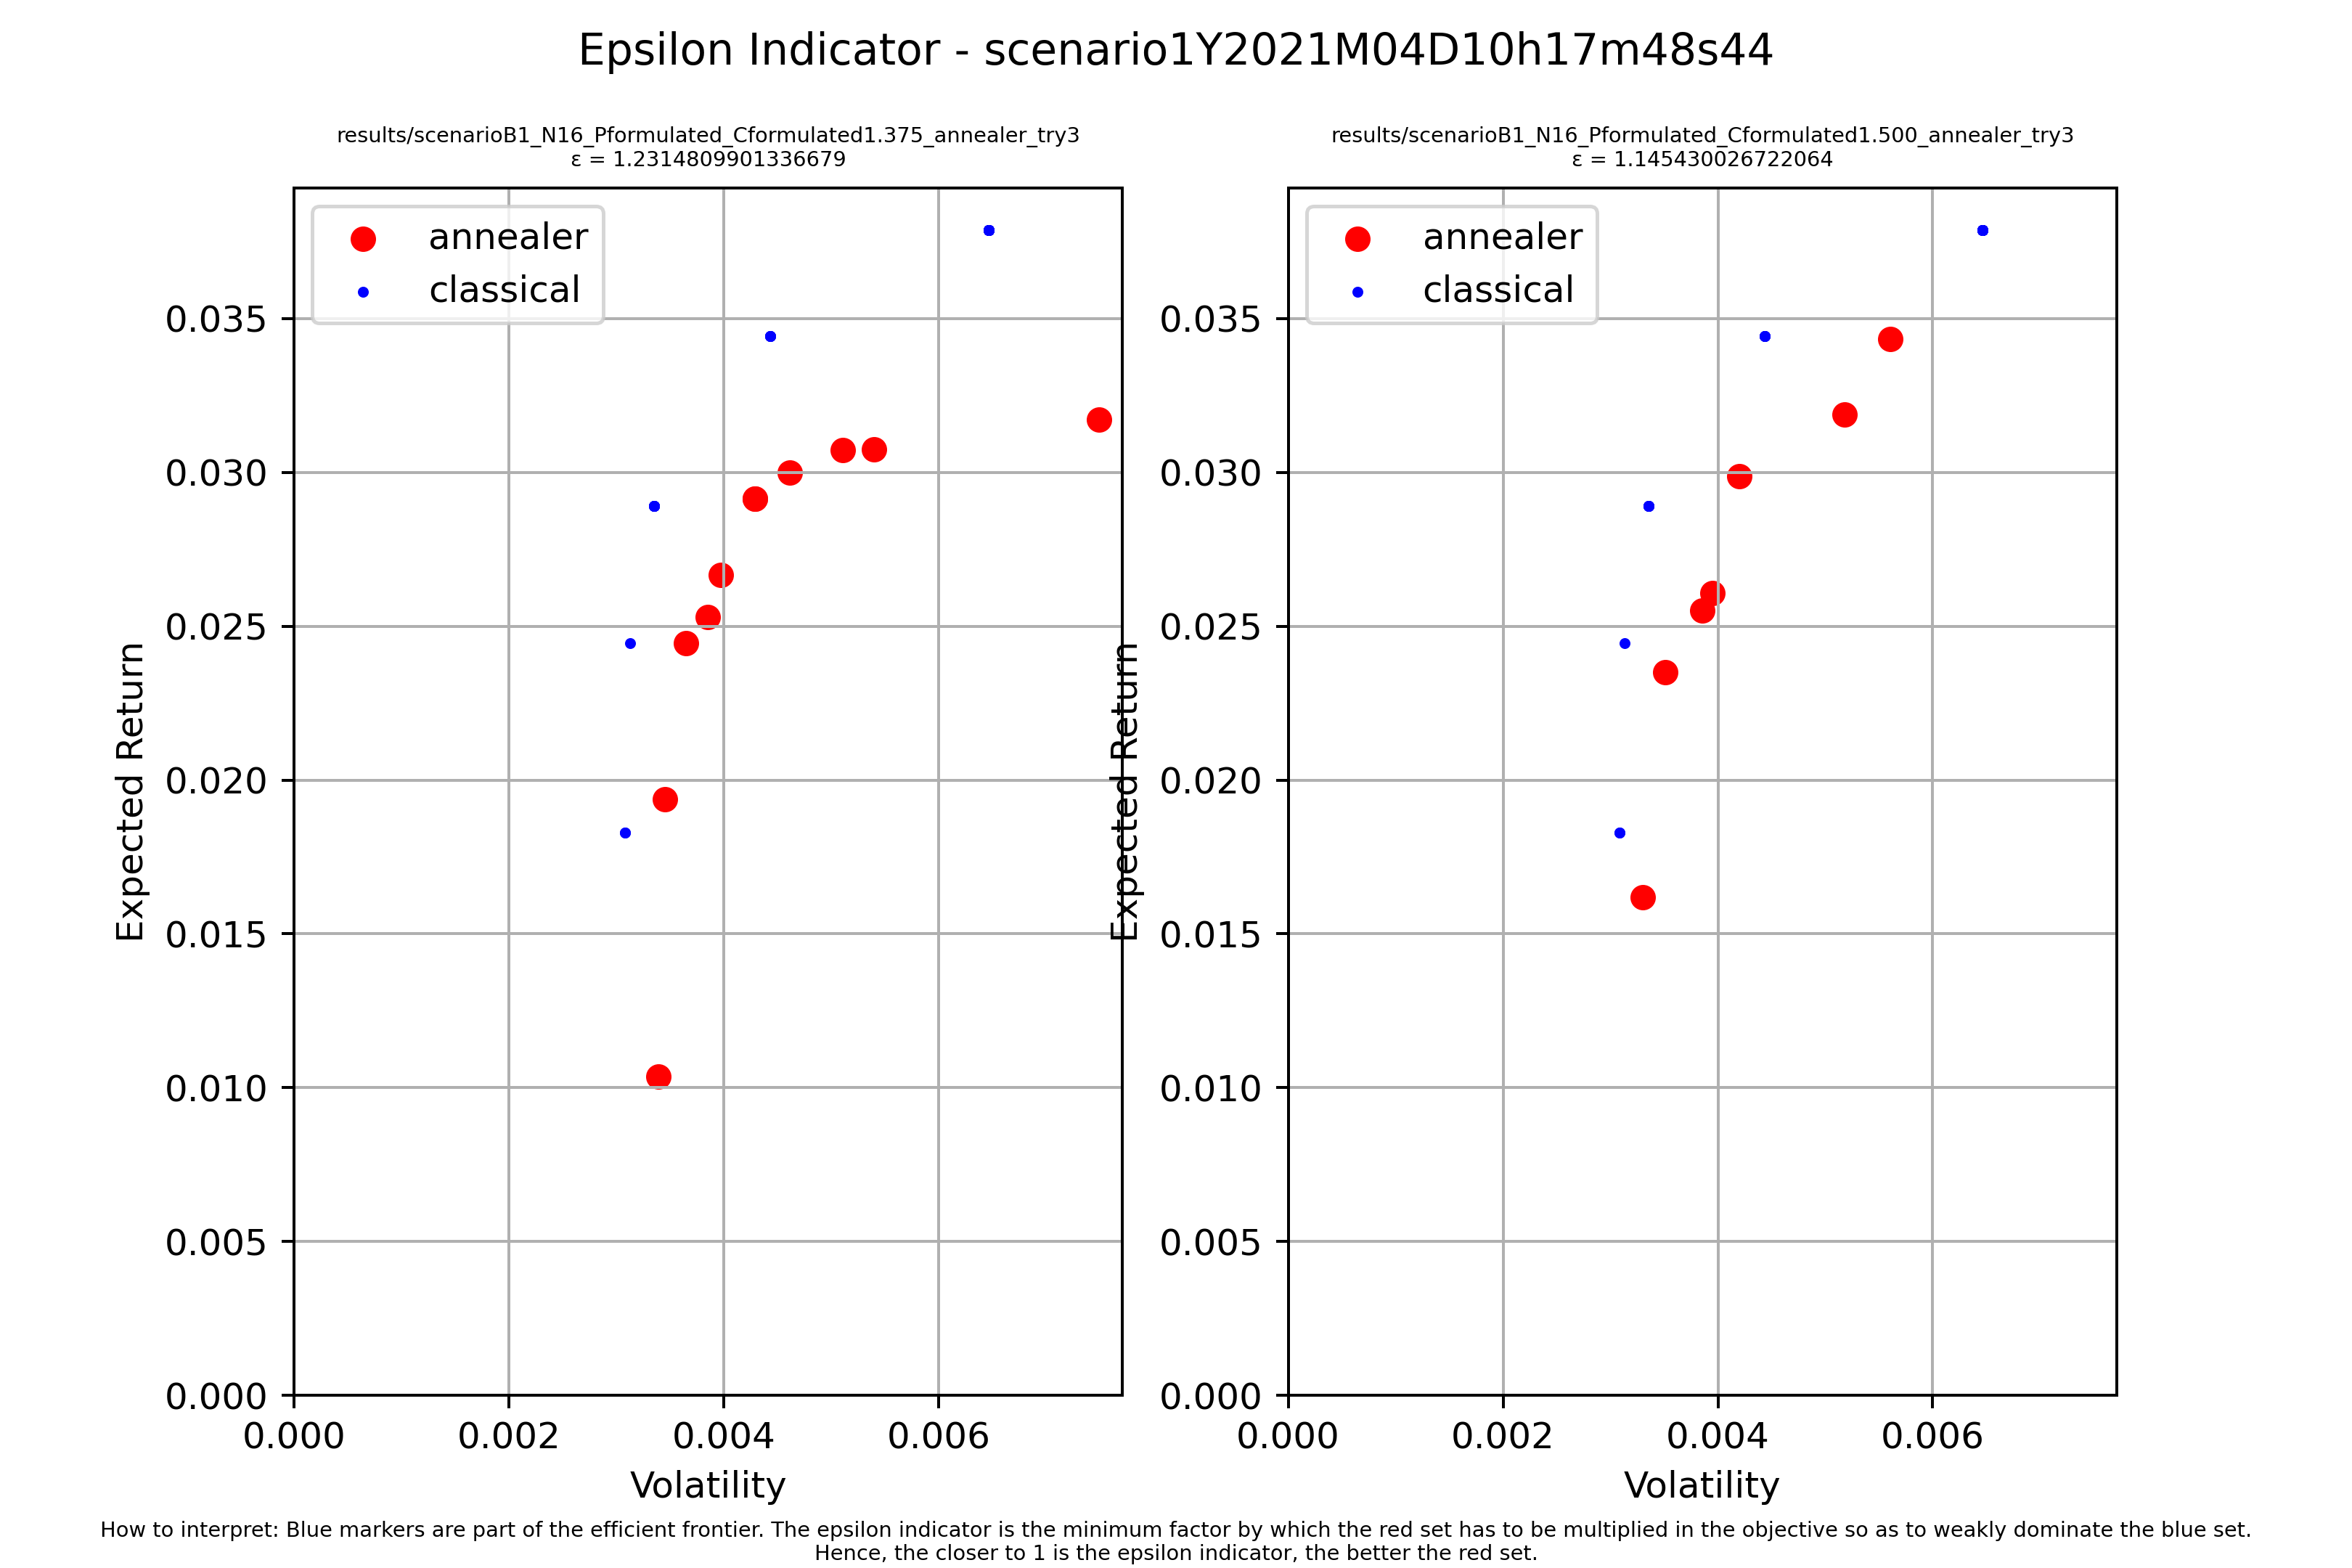 Epsilon Indicator - scenario1Y2021M04D10h17m48s44
results/scenarioB1_N16_Pformulated_Cformulated1.375_annealer_try3
ε = 1.2314809901336679
annealer
classical
0.035
0.030
0.025
0.020
0.015
0.010
0.005
0.000
Expected Return
0.000
0.002
0.004
0.006
Volatility
results/scenarioB1_N16_Pformulated_Cformulated1.500_annealer_try3
ε = 1.145430026722064
annealer
classical
0.035
0.030
0.025
0.020
0.015
0.010
0.005
0.000
Expected Return
0.000
0.002
0.004
0.006
Volatility
How to interpret: Blue markers are part of the efficient frontier. The epsilon indicator is the minimum factor by which the red set has to be multiplied in the objective so as to weakly dominate the blue set.
Hence, the closer to 1 is the epsilon indicator, the better the red set.